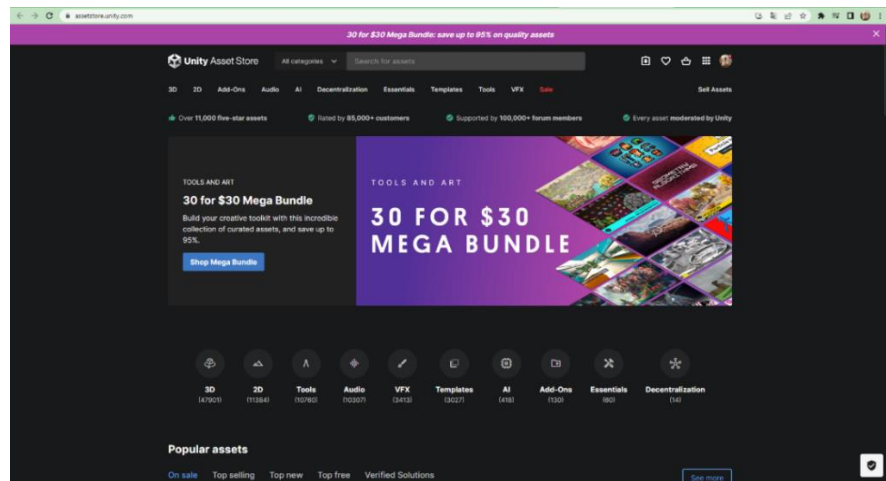 assetstore.unity.com
30 for $30 Mega Bundle: save up to 95% on quality assets
Unity Asset Store
All categories
Search for assets
3D 2D Add-Ons Audio AI Decentralization Essentials Templates Tools VFX Sale Sell Assets
Over 11,000 five-star assets
Rated by 85,000+ customers
Supported by 100,000+ forum members
Every asset moderated by Unity
TOOLS AND ART
30 for $30 Mega Bundle
Build your creative toolkit with this incredible
collection of curated assets, and save up to
95%.
Shop Mega Bundle
TOOLS AND ART
30 FOR $30
MEGA BUNDLE
3D 2D Tools Audio VFX Templates AI Add-Ons Essentials Decentralization
(47901) (11384) (10760) (10307) (3413) (3027) (418) (130) (60) (14)
Popular assets
On sale Top selling Top new Top free Verified Solutions
See more